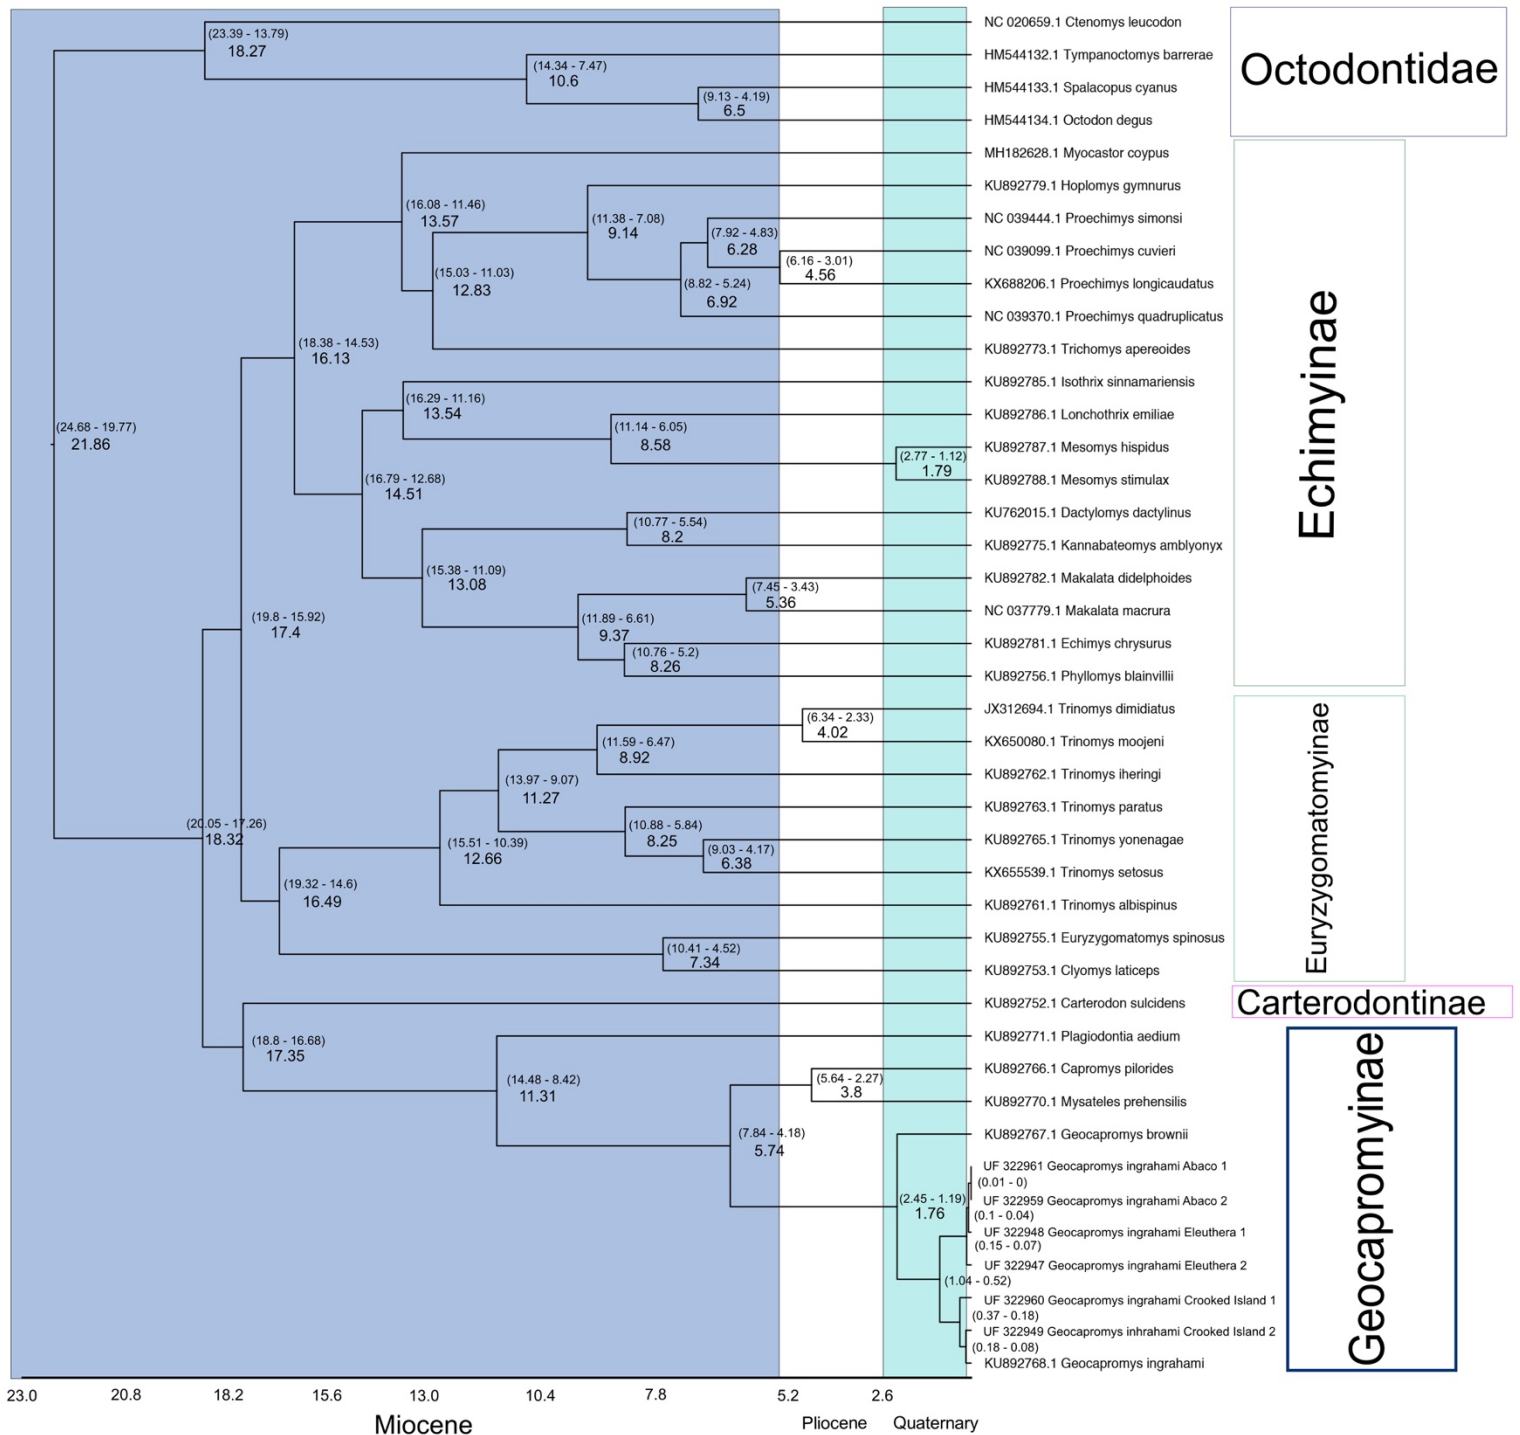 NC 020659.1 Ctenomys leucodon
(23.39 - 13.79)
18.27
HM544132.1 Tympanoctomys barrerae
(14.34 - 7.47)
10.6
HM544133.1 Spalacopus cyanus
(9.13 - 4.19)
6.5
HM544134.1 Octodon degus
Octodontidae
MH182628.1 Myocastor coypus
(16.08 - 11.46)
13.57
KU892779.1 Hoplomys gymnurus
(11.38 - 7.08)
9.14
NC 039444.1 Proechimys simonsi
(7.92 - 4.83)
6.28
NC 039099.1 Proechimys cuvieri
(6.16 - 3.01)
4.56
(15.03 - 11.03)
12.83
KX688206.1 Proechimys longicaudatus
(8.82 - 5.24)
6.92
NC 039370.1 Proechimys quadruplicatus
KU892773.1 Trichomys apereoides
(18.38 - 14.53)
16.13
KU892785.1 Isothrix sinnamariensis
(16.29 - 11.16)
13.54
KU892786.1 Lonchothrix emiliae
(11.14 - 6.05)
8.58
(24.68 - 19.77)
21.86
KU892787.1 Mesomys hispidus
(2.77 - 1.12)
1.79
KU892788.1 Mesomys stimulax
(16.79 - 12.68)
14.51
KU762015.1 Dactylomys dactylinus
(10.77 - 5.54)
8.2
KU892775.1 Kannabateomys amblyonyx
(15.38 - 11.09)
13.08
KU892782.1 Makalata didelphoides
(7.45 - 3.43)
5.36
NC 037779.1 Makalata macrura
(11.89 - 6.61)
9.37
KU892781.1 Echimys chrysurus
(10.76 - 5.2)
8.26
KU892756.1 Phyllomys blainvillii
Echimyinae
(19.8 - 15.92)
17.4
JX312694.1 Trinomys dimidiatus
(6.34 - 2.33)
4.02
KX650080.1 Trinomys moojeni
(11.59 - 6.47)
8.92
KU892762.1 Trinomys iheringi
(13.97 - 9.07)
11.27
KU892763.1 Trinomys paratus
(10.88 - 5.84)
8.25
KU892765.1 Trinomys yonenagae
(9.03 - 4.17)
6.38
(20.05 - 17.26)
18.32
(15.51 - 10.39)
12.66
KX655539.1 Trinomys setosus
(19.32 - 14.6)
16.49
KU892761.1 Trinomys albispinus
KU892755.1 Euryzygomatomys spinosus
(10.41 - 4.52)
7.34
KU892753.1 Clyomys laticeps
Euryzygomatomyinae
KU892752.1 Carterodon sulcidens
Carterodontinae
(18.8 - 16.68)
17.35
KU892771.1 Plagiodontia aedium
(14.48 - 8.42)
11.31
KU892766.1 Capromys pilorides
(5.64 - 2.27)
3.8
KU892770.1 Mysateles prehensilis
(7.84 - 4.18)
5.74
KU892767.1 Geocapromys brownii
UF 322961 Geocapromys ingrahami Abaco 1
(0.01 - 0)
(2.45 - 1.19)
1.76
UF 322959 Geocapromys ingrahami Abaco 2
(0.1 - 0.04)
UF 322948 Geocapromys ingrahami Eleuthera 1
(0.15 - 0.07)
UF 322947 Geocapromys ingrahami Eleuthera 2
(1.04 - 0.52)
UF 322960 Geocapromys ingrahami Crooked Island 1
(0.37 - 0.18)
UF 322949 Geocapromys inhrahami Crooked Island 2
(0.18 - 0.08)
KU892768.1 Geocapromys ingrahami
Geocapromyinae
23.0 20.8 18.2 15.6 13.0 10.4 7.8 5.2 2.6
Miocene Pliocene Quaternary